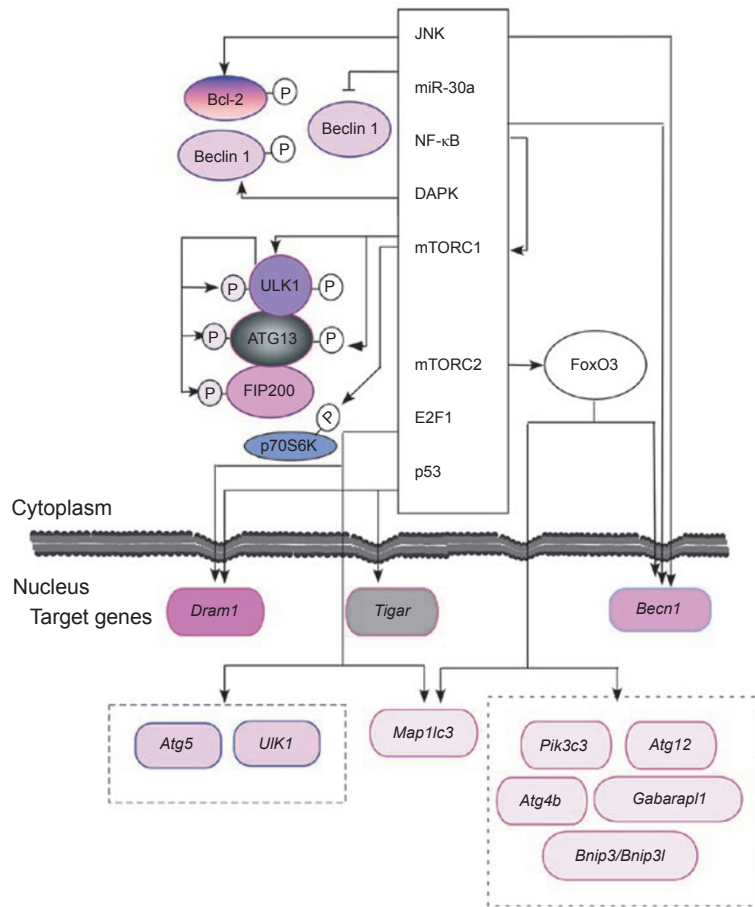 JNK
miR-30a
Bcl-2
P
Beclin 1
Beclin 1
P
NF-κB
DAPK
mTORC1
P
ULK1
P
P
ATG13
P
P
FIP200
mTORC2
FoxO3
P
p70S6K
E2F1
p53
Cytoplasm
Nucleus
Target genes
Dram1
Tigar
Becn1
Atg5
UlK1
Map1lc3
Pik3c3
Atg12
Atg4b
Gabarapl1
Bnip3/Bnip3l